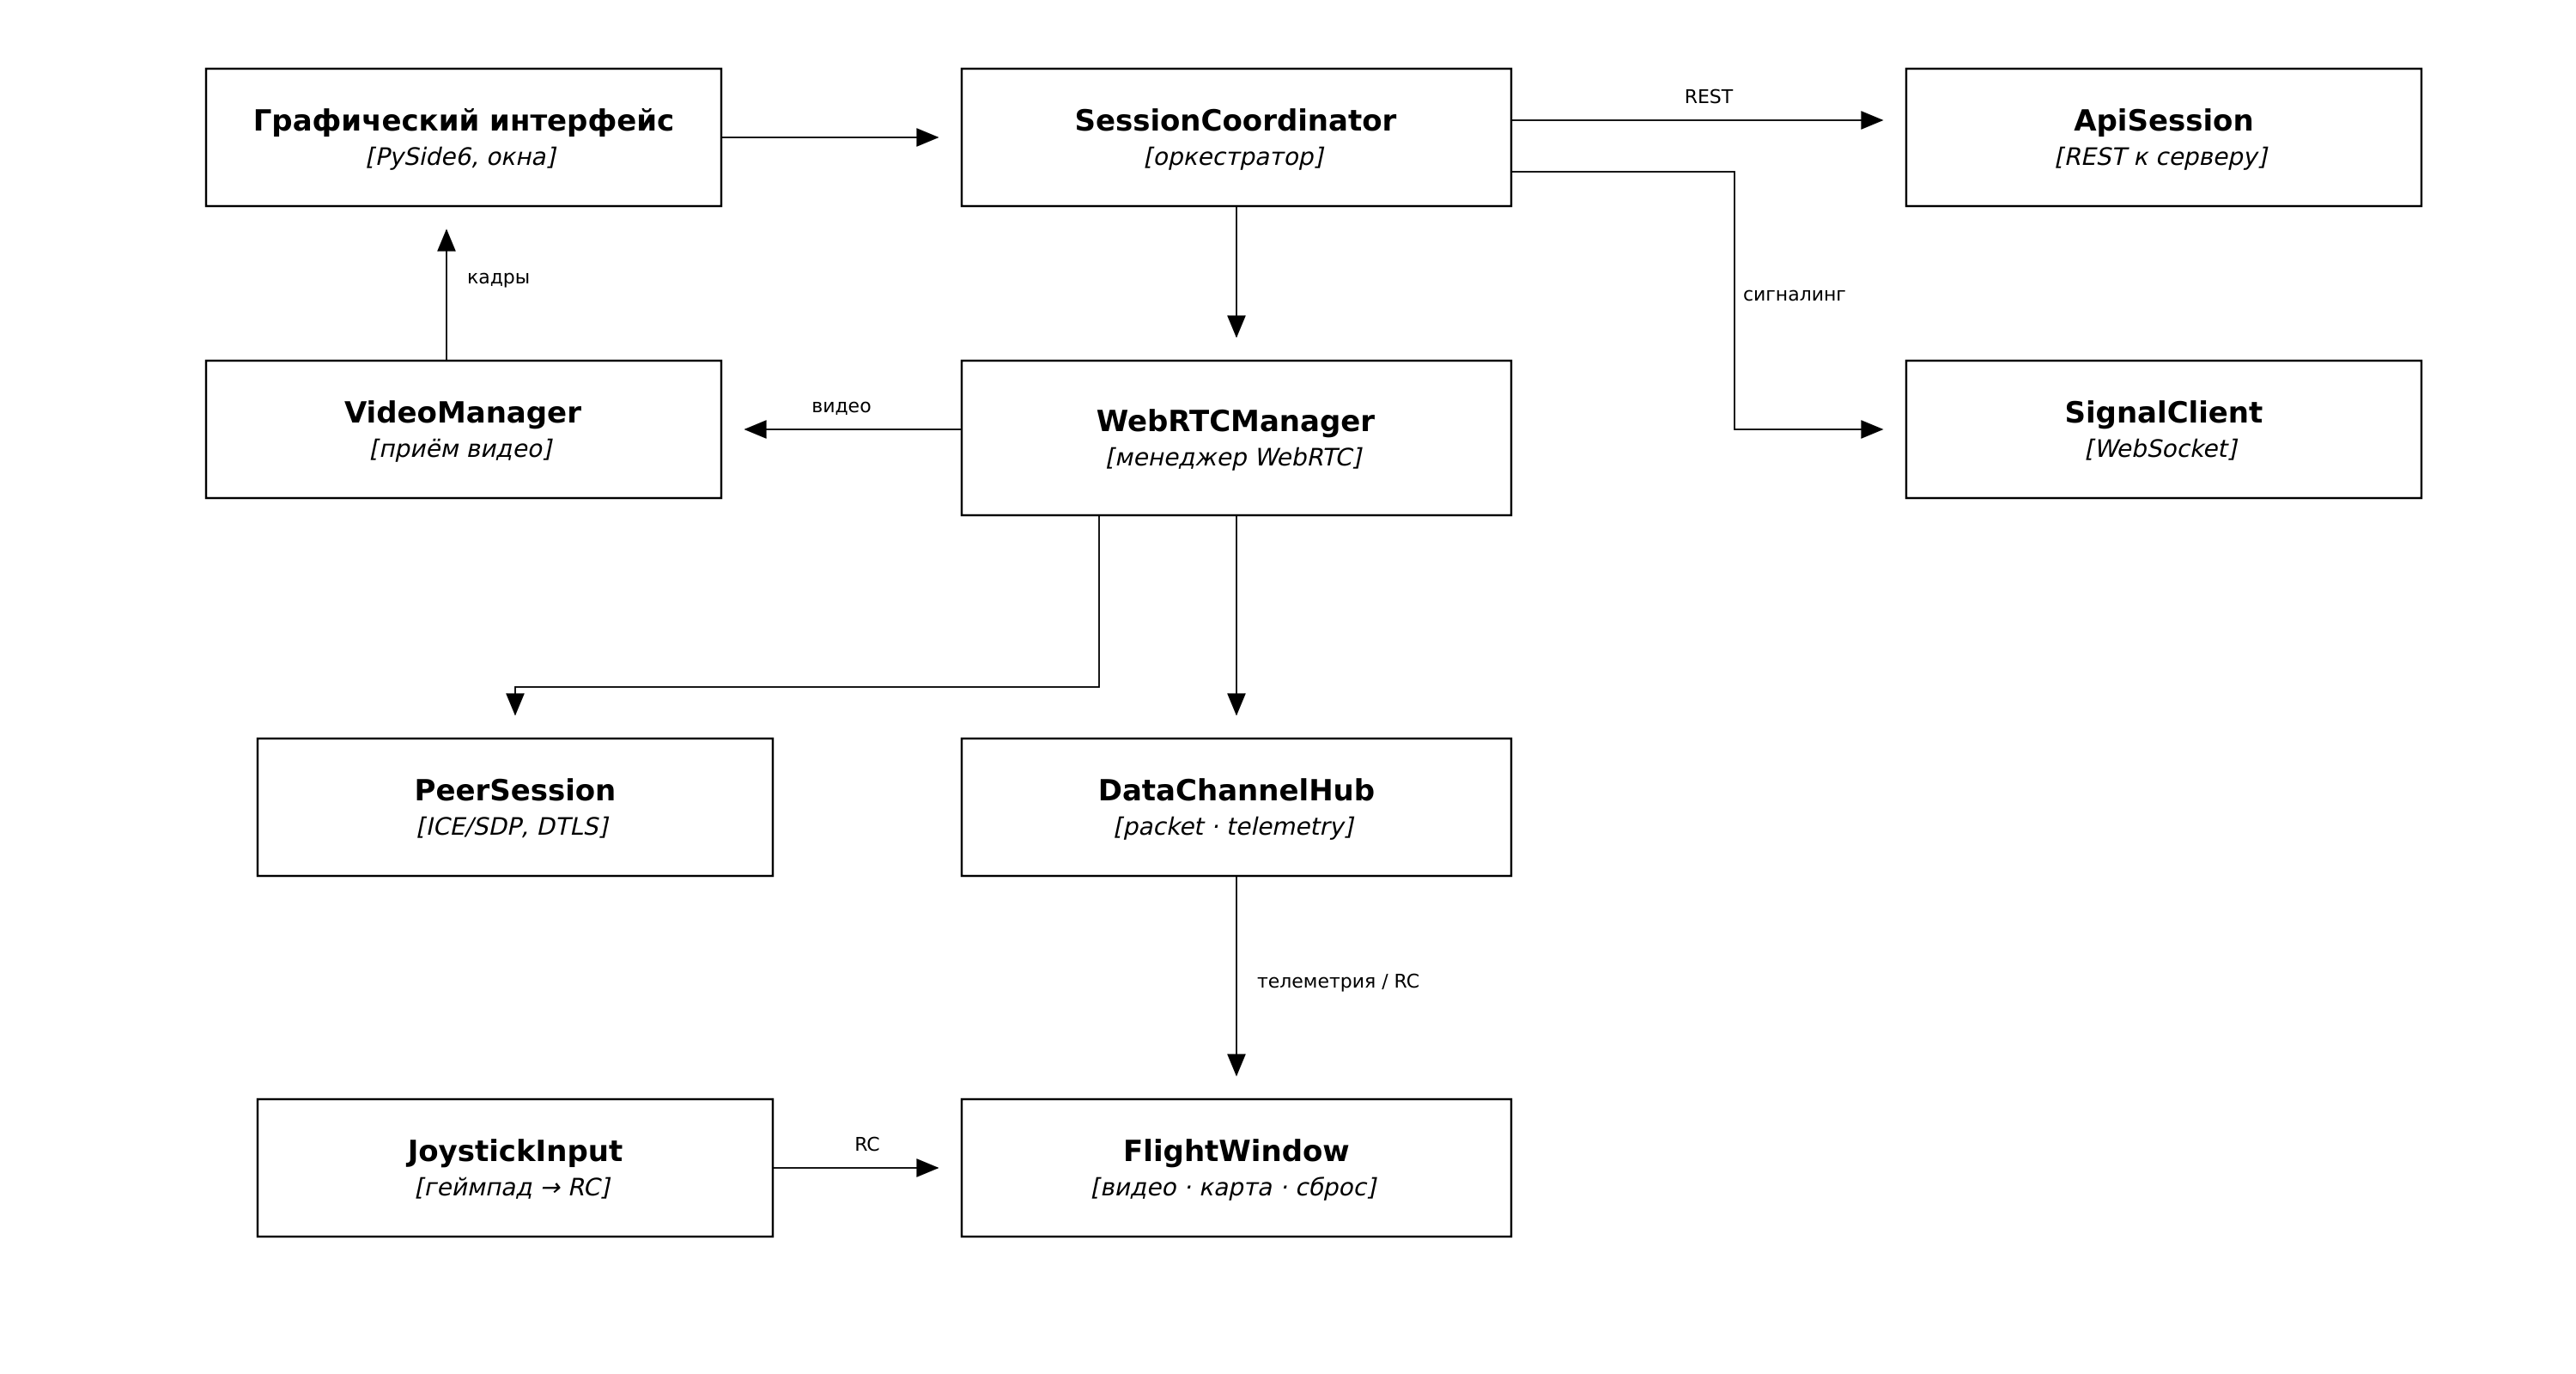 Графический интерфейс
[PySide6, окна]
SessionCoordinator
[оркестратор]
REST
ApiSession
[REST к серверу]
кадры
сигналинг
VideoManager
[приём видео]
видео
WebRTCManager
[менеджер WebRTC]
SignalClient
[WebSocket]
PeerSession
[ICE/SDP, DTLS]
DataChannelHub
[packet · telemetry]
телеметрия / RC
JoystickInput
[геймпад → RC]
RC
FlightWindow
[видео · карта · сброс]